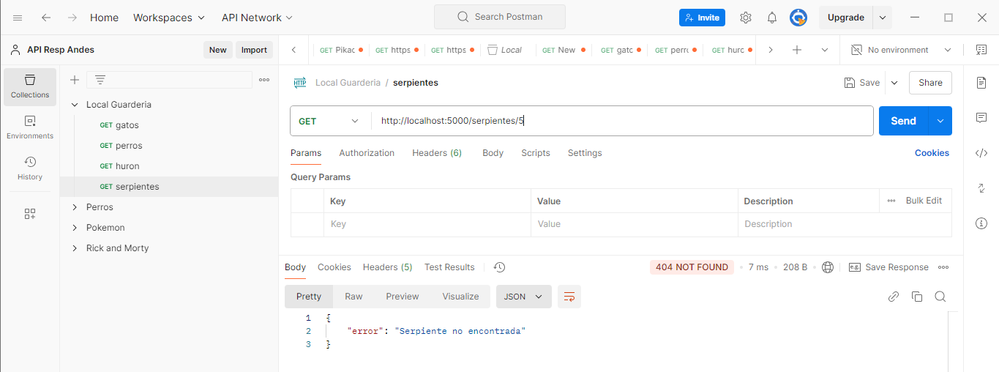 Home Workspaces API Network Search Postman Invite Upgrade
API Resp Andes New Import GET Pikac GET https GET https Local GET New GET gatc GET perrc GET hurc No environment
Collections
Environments
History
Local Guarderia
GET gatos
GET perros
GET huron
GET serpientes
Perros
Pokemon
Rick and Morty
HTTP Local Guarderia / serpientes Save Share
GET http://localhost:5000/serpientes/5 Send
Params Authorization Headers (6) Body Scripts Settings Cookies
Query Params
Key Value Description Bulk Edit
Key Value Description
Body Cookies Headers (5) Test Results 404 NOT FOUND 7 ms 208 B e.g. Save Response
Pretty Raw Preview Visualize JSON
1 {
2 "error": "Serpiente no encontrada"
3 }